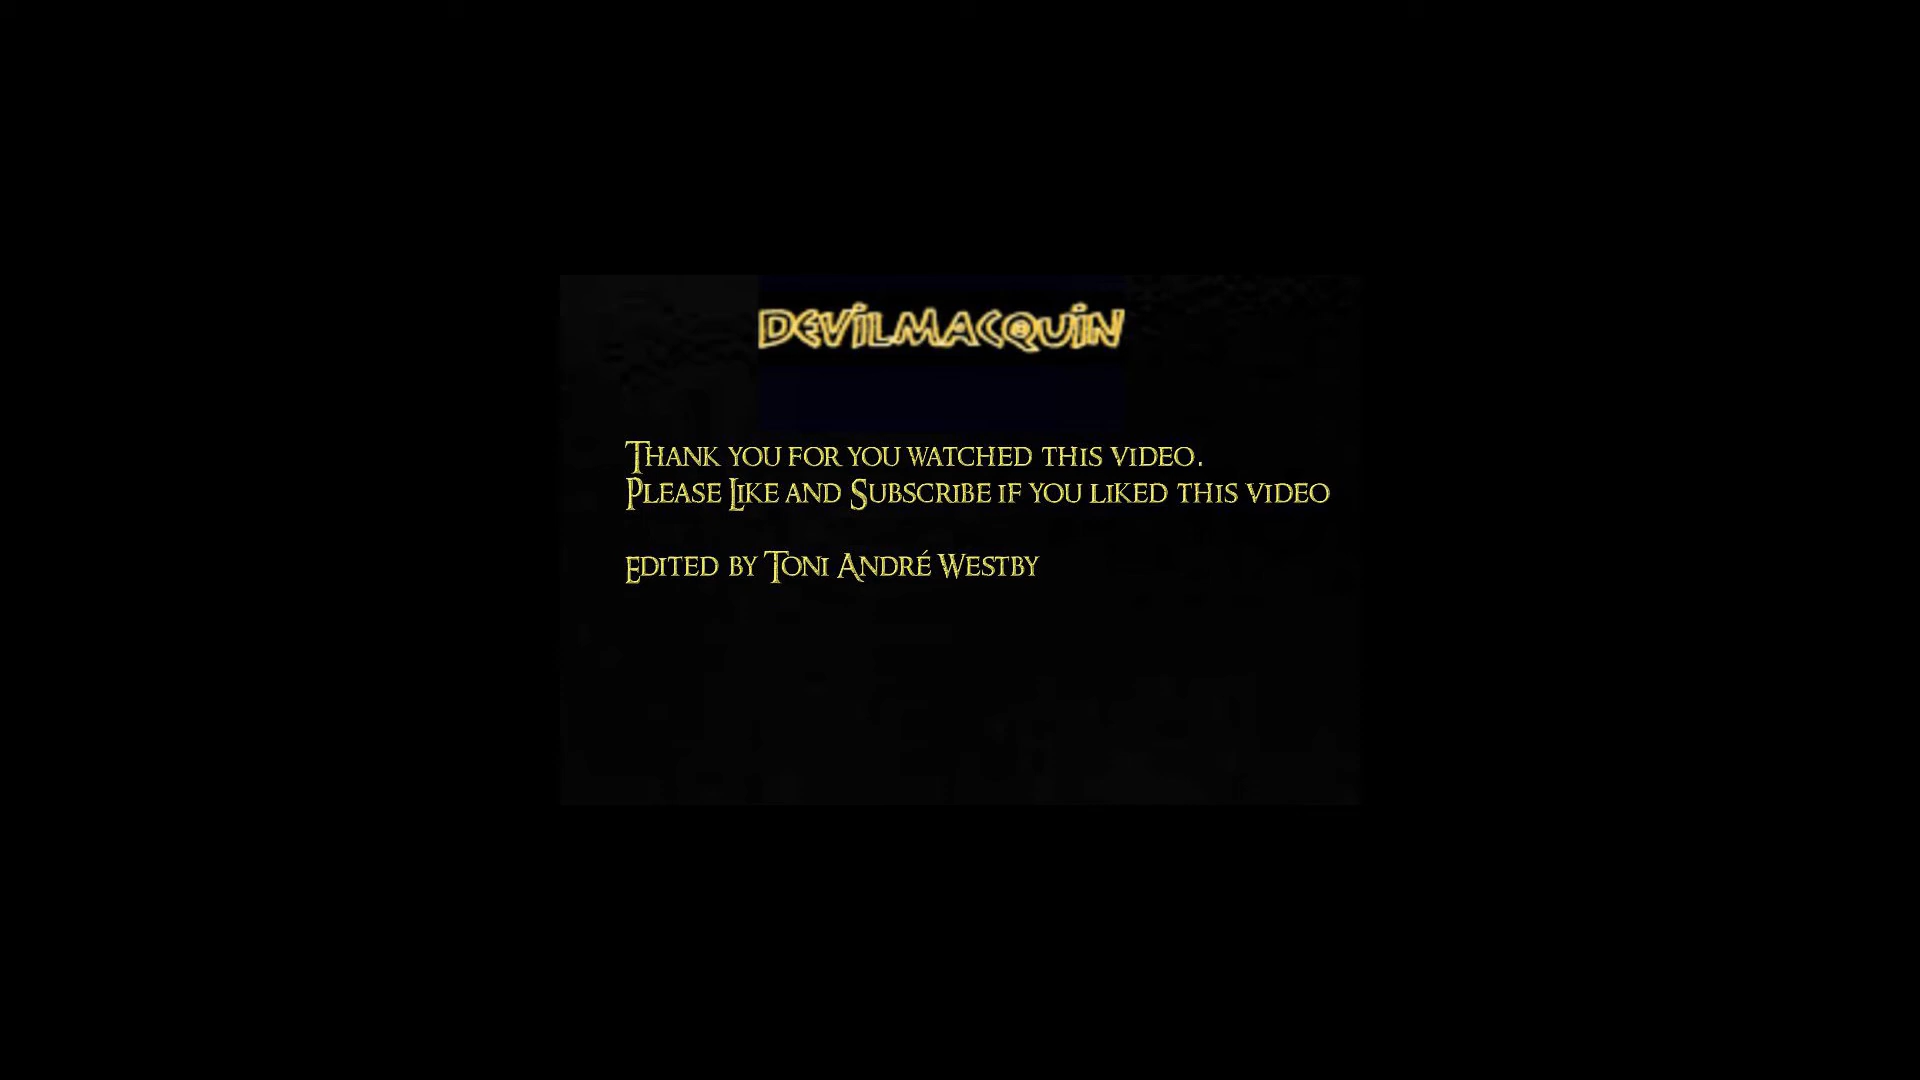 DEViLMACQUiN
Thank you for you watched this video.
Please Like and Subscribe if you liked this video
Edited by Toni André Westby